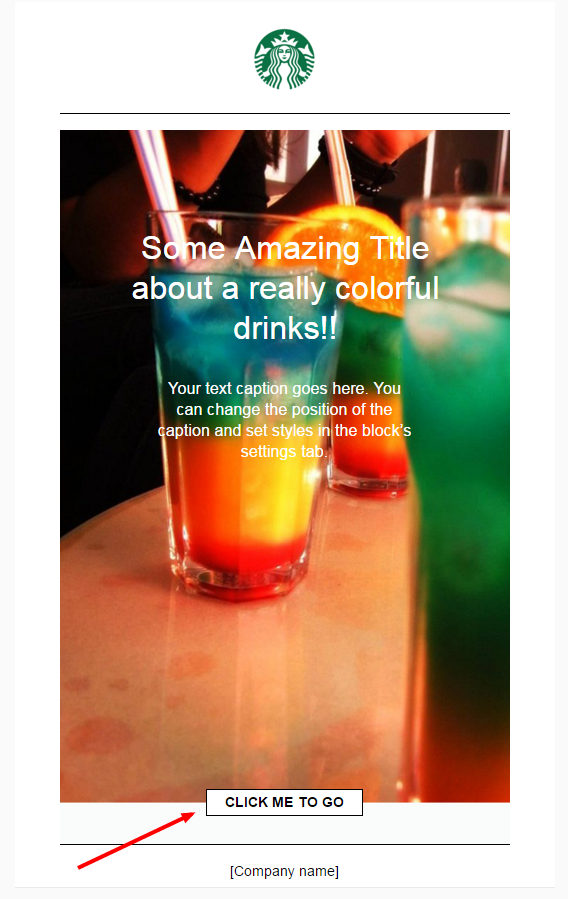 Some Amazing Title
about a really colorful
drinks!!
Your text caption goes here. You
can change the position of the
caption and set styles in the block's
settings tab.
CLICK ME TO GO
[Company name]